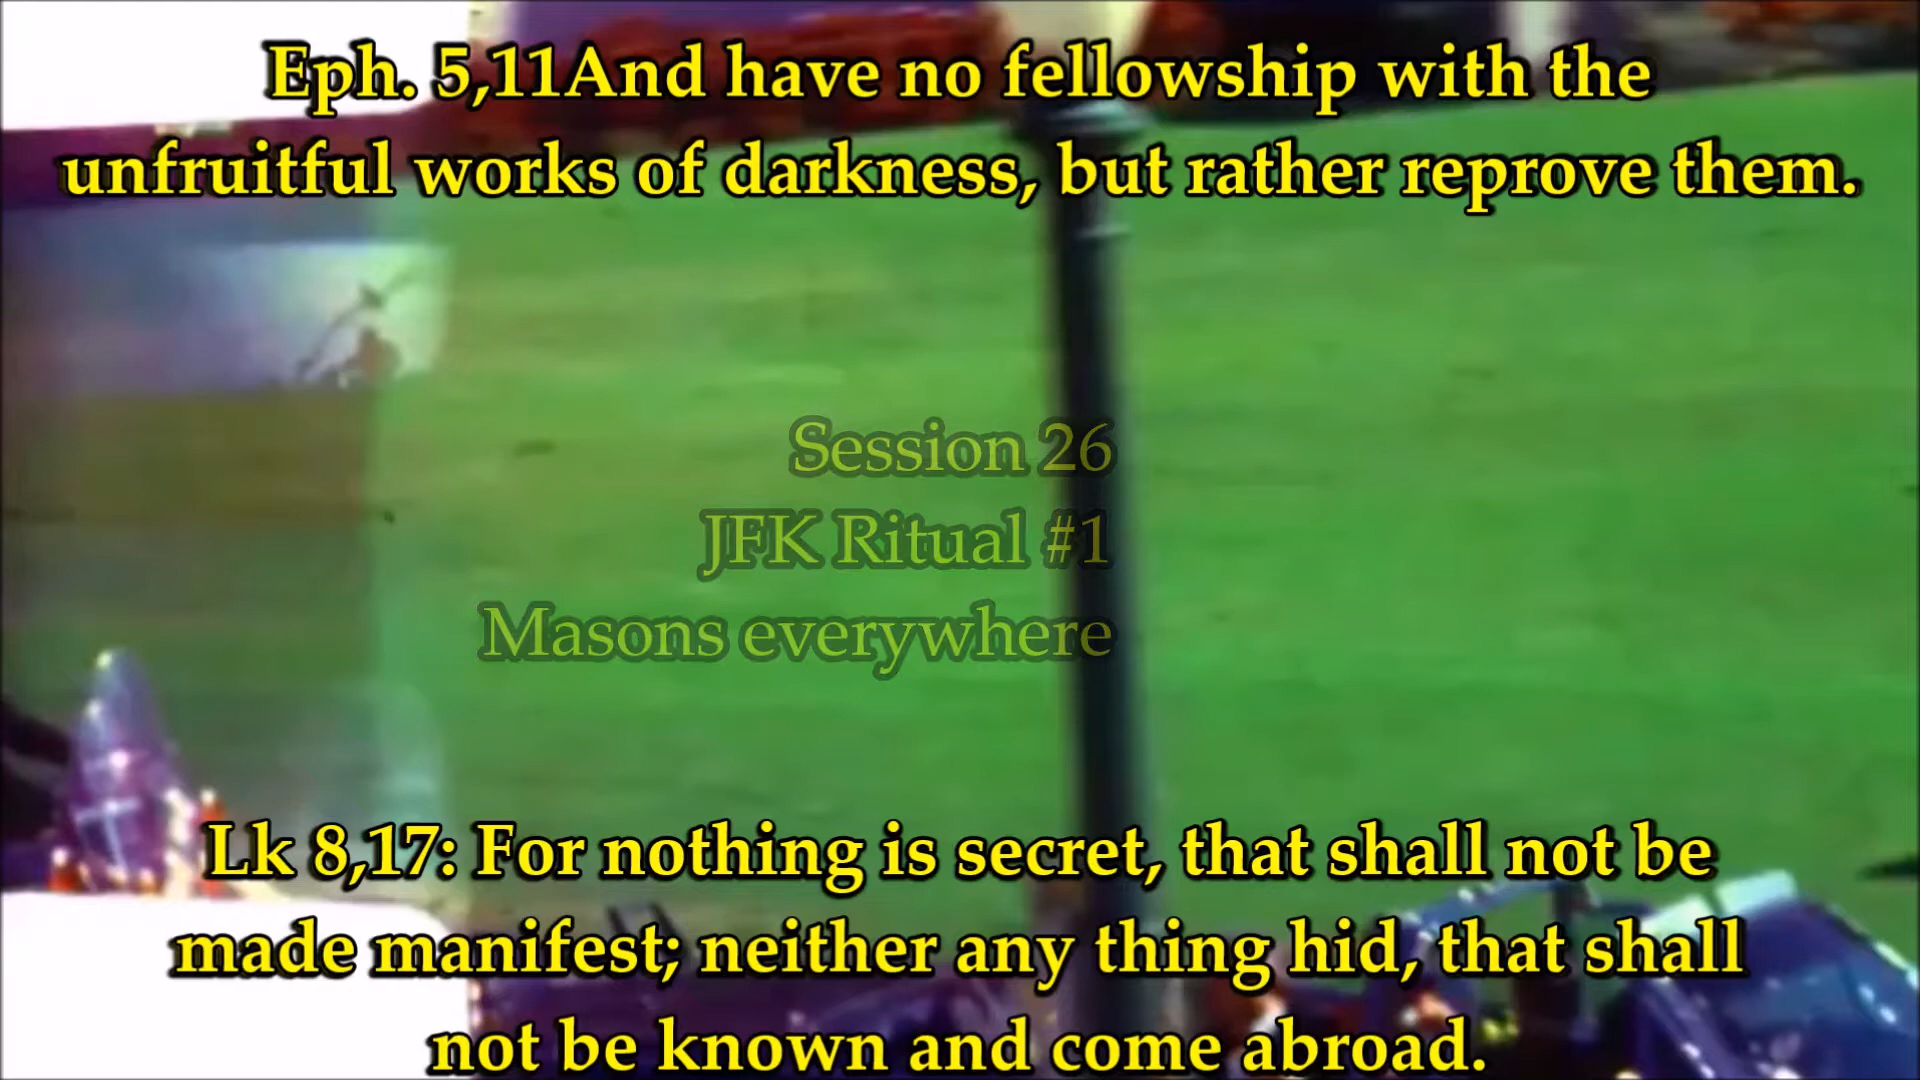 Eph. 5,11And have no fellowship with the
unfruitful works of darkness, but rather reprove them.
Session 26
JFK Ritual #1
Masons everywhere
Lk 8,17: For nothing is secret, that shall not be
made manifest; neither any thing hid, that shall
not be known and come abroad.